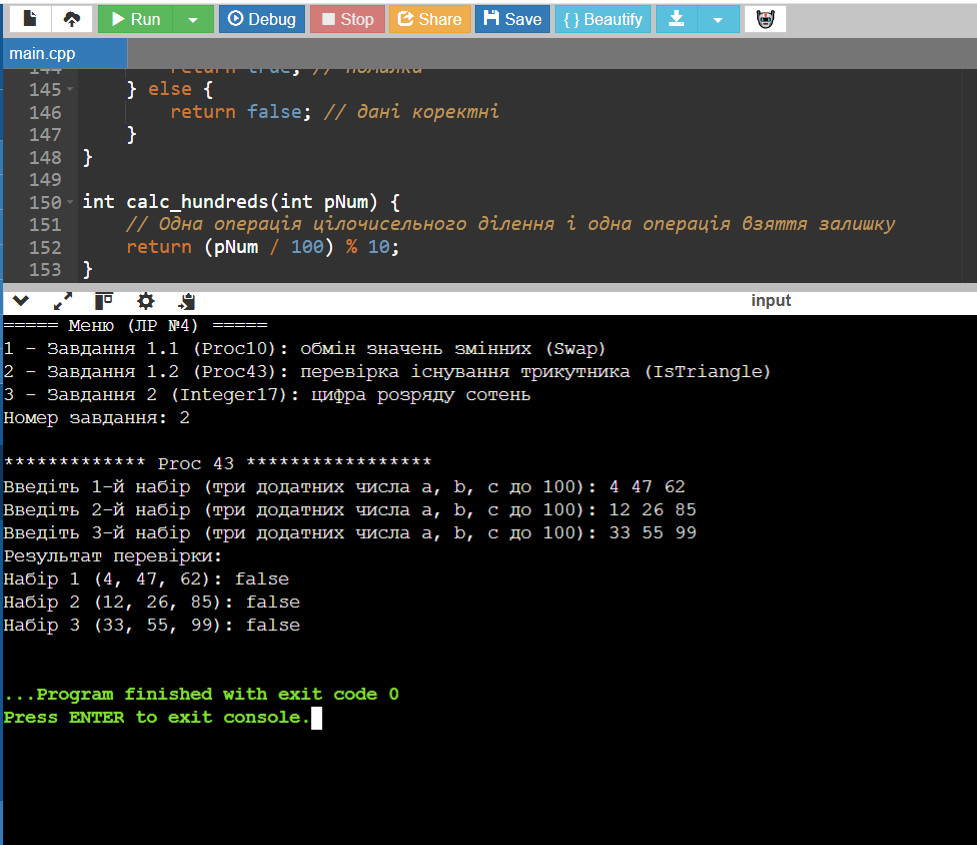 Run Debug Stop Share Save { } Beautify
main.cpp
144 return true; // помилка
145 } else {
146 return false; // дані коректні
147 }
148 }
149
150 int calc_hundreds(int pNum) {
151 // Одна операція цілочисельного ділення і одна операція взяття залишку
152 return (pNum / 100) % 10;
153 }
input
===== Меню (ЛР №4) =====
1 - Завдання 1.1 (Proc10): обмін значень змінних (Swap)
2 - Завдання 1.2 (Proc43): перевірка існування трикутника (IsTriangle)
3 - Завдання 2 (Integer17): цифра розряду сотень
Номер завдання: 2
************* Proc 43 *****************
Введіть 1-й набір (три додатних числа a, b, c до 100): 4 47 62
Введіть 2-й набір (три додатних числа a, b, c до 100): 12 26 85
Введіть 3-й набір (три додатних числа a, b, c до 100): 33 55 99
Результат перевірки:
Набір 1 (4, 47, 62): false
Набір 2 (12, 26, 85): false
Набір 3 (33, 55, 99): false
...Program finished with exit code 0
Press ENTER to exit console.